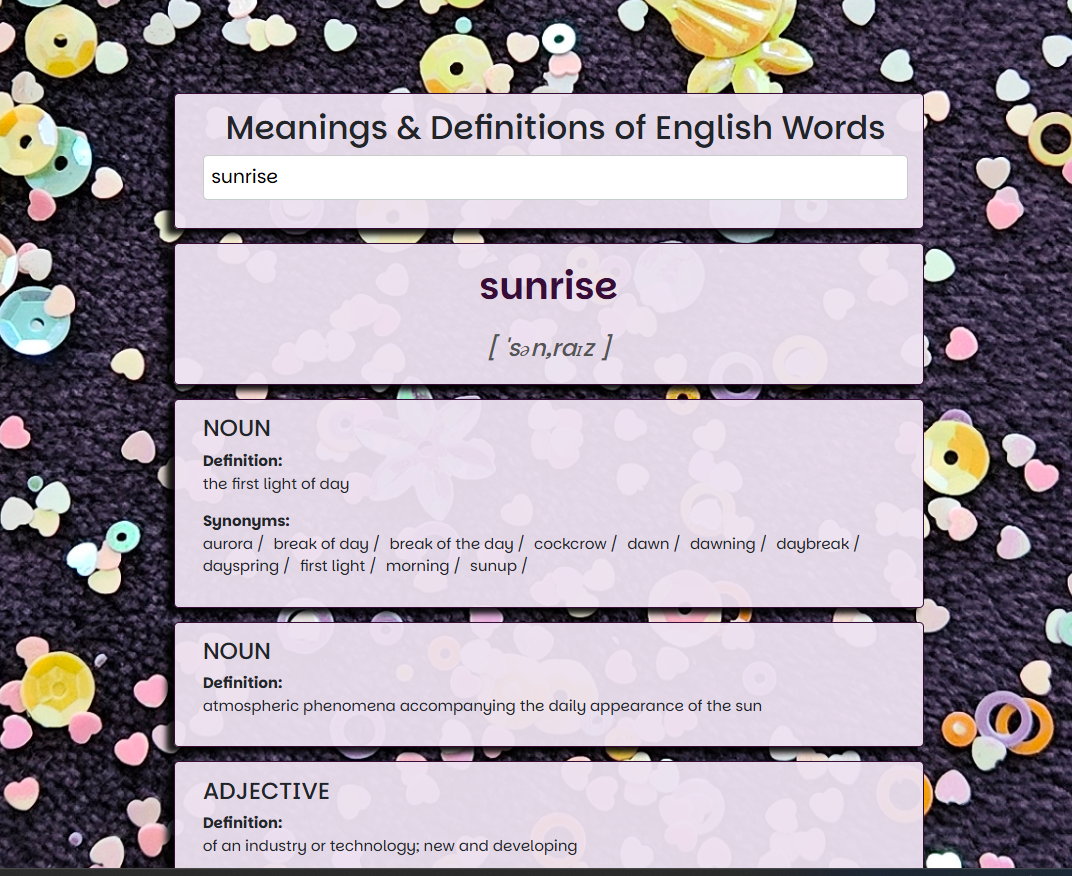 Meanings & Definitions of English Words
sunrise
sunrise
[ 'sənˌraɪz ]
NOUN
Definition:
the first light of day
Synonyms:
aurora / break of day / break of the day / cockcrow / dawn / dawning / daybreak /
dayspring / first light / morning / sunup /
NOUN
Definition:
atmospheric phenomena accompanying the daily appearance of the sun
ADJECTIVE
Definition:
of an industry or technology; new and developing